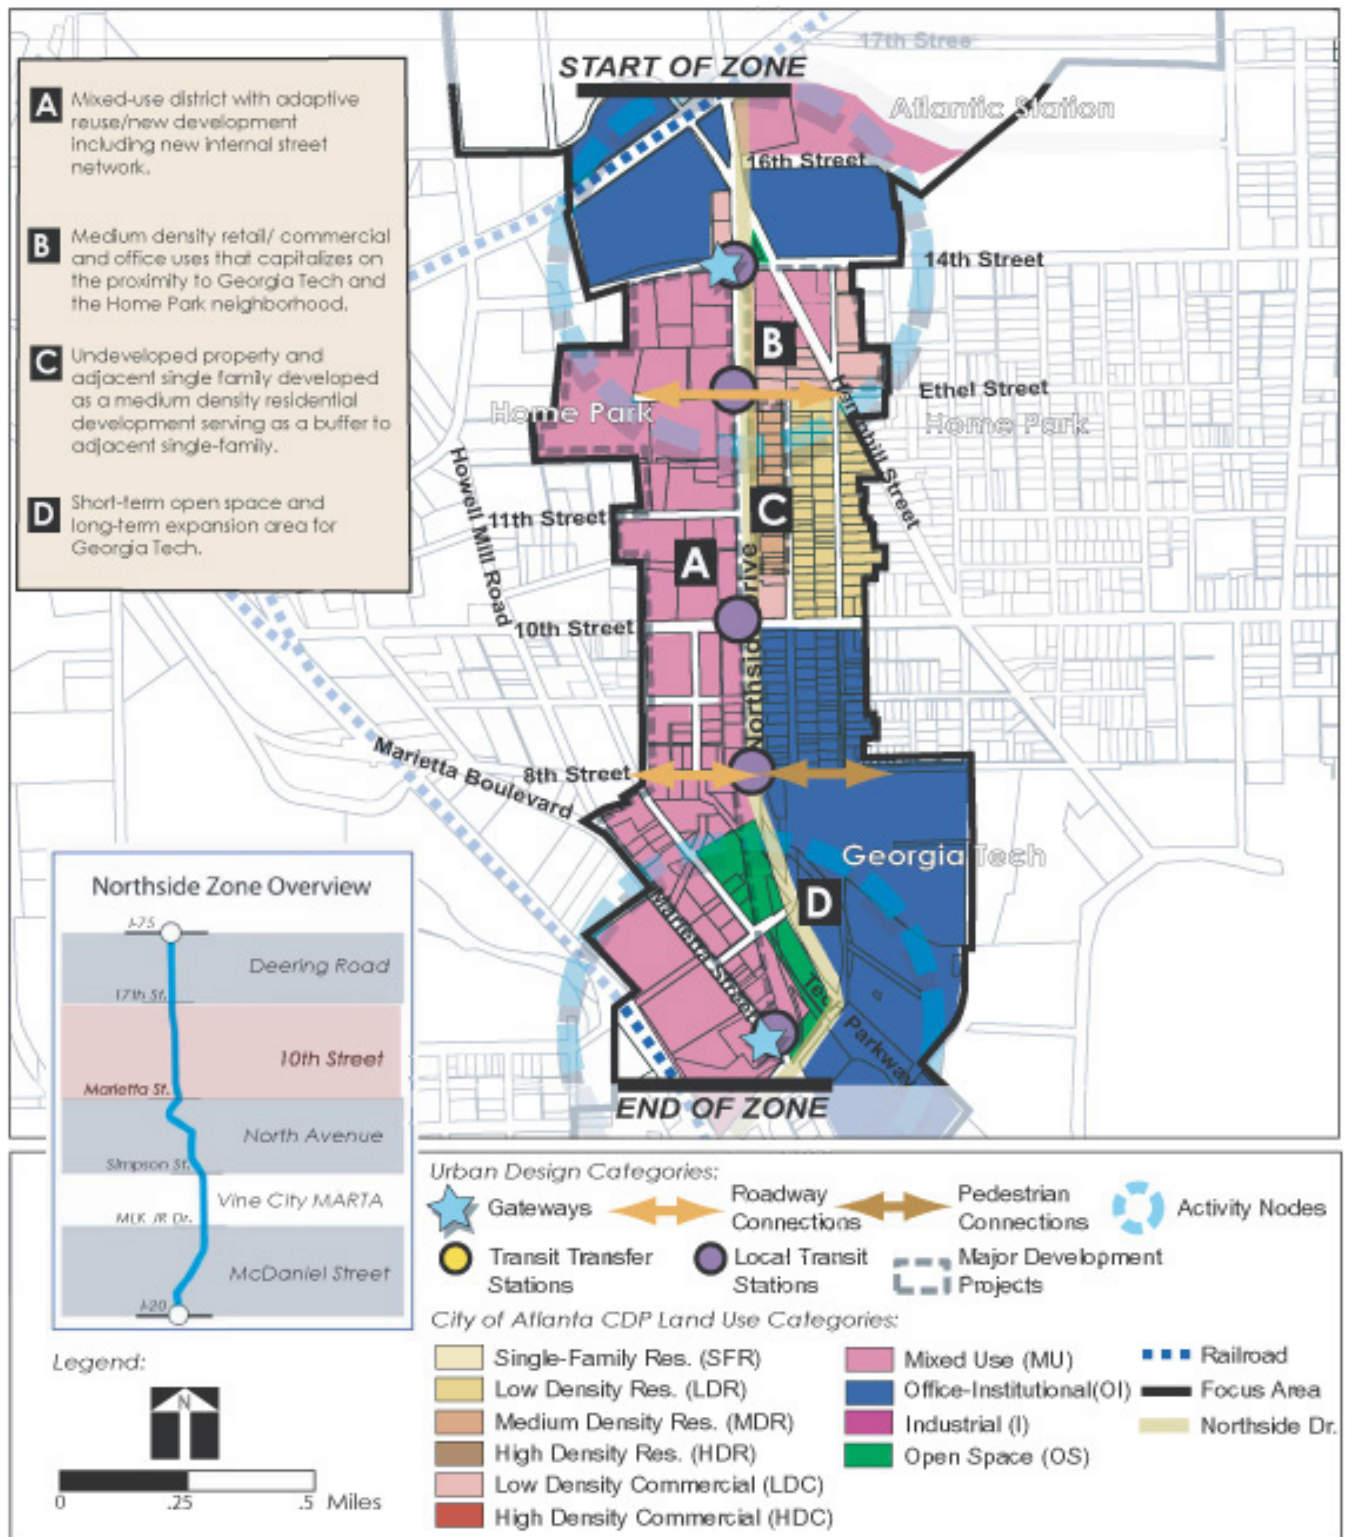 17th Stree
START OF ZONE
Atlantic Station
A
Mixed-use district with adaptive
reuse/new development
including new internal street
network.
B
Medium density retail/ commercial
and office uses that capitalizes on
the proximity to Georgia Tech and
the Home Park neighborhood.
C
Undeveloped property and
adjacent single family developed
as a medium density residential
development serving as a buffer to
adjacent single-family.
D
Short-term open space and
long-term expansion area for
Georgia Tech.
16th Street
14th Street
B
Ethel Street
Home Park
Home Park
Hemphill Street
Howell Mill Road
11th Street
C
A
Northside Drive
10th Street
Marietta Boulevard
8th Street
Georgia Tech
D
Marietta Street
Tec
Parkway
END OF ZONE
Northside Zone Overview
I-75
Deering Road
17th St.
10th Street
Marietta St.
North Avenue
Simpson St.
Vine City MARTA
MLK JR Dr.
McDaniel Street
I-20
Urban Design Categories:
Gateways
Roadway
Connections
Pedestrian
Connections
Activity Nodes
Transit Transfer
Stations
Local Transit
Stations
Major Development
Projects
City of Atlanta CDP Land Use Categories:
Single-Family Res. (SFR)
Low Density Res. (LDR)
Medium Density Res. (MDR)
High Density Res. (HDR)
Low Density Commercial (LDC)
High Density Commercial (HDC)
Mixed Use (MU)
Office-Institutional(OI)
Industrial (I)
Open Space (OS)
Railroad
Focus Area
Northside Dr.
Legend:
N
0 .25 .5 Miles